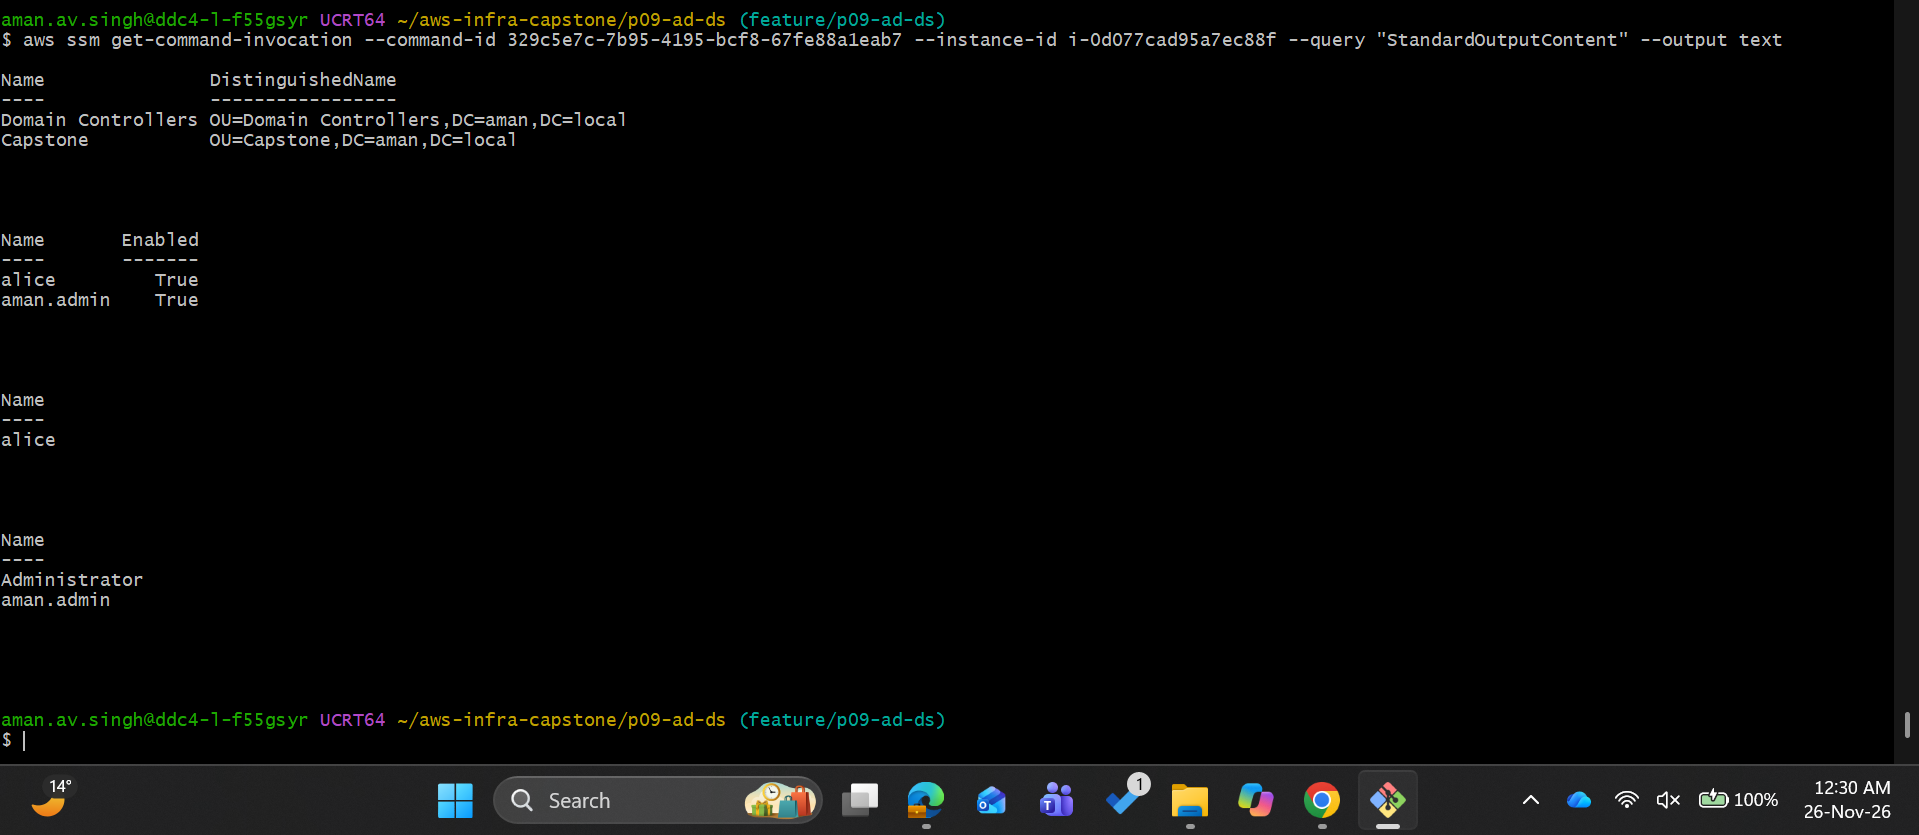 aman.av.singh@ddc4-l-f55gsyr UCRT64 ~/aws-infra-capstone/p09-ad-ds (feature/p09-ad-ds)
$ aws ssm get-command-invocation --command-id 329c5e7c-7b95-4195-bcf8-67fe88a1eab7 --instance-id i-0d077cad95a7ec88f --query "StandardOutputContent" --output text
Name               DistinguishedName
----               -----------------
Domain Controllers OU=Domain Controllers,DC=aman,DC=local
Capstone           OU=Capstone,DC=aman,DC=local
Name       Enabled
----       -------
alice         True
aman.admin    True
Name
----
alice
Name
----
Administrator
aman.admin
aman.av.singh@ddc4-l-f55gsyr UCRT64 ~/aws-infra-capstone/p09-ad-ds (feature/p09-ad-ds)
$
14°
Search
1
100%
12:30 AM
26-Nov-26